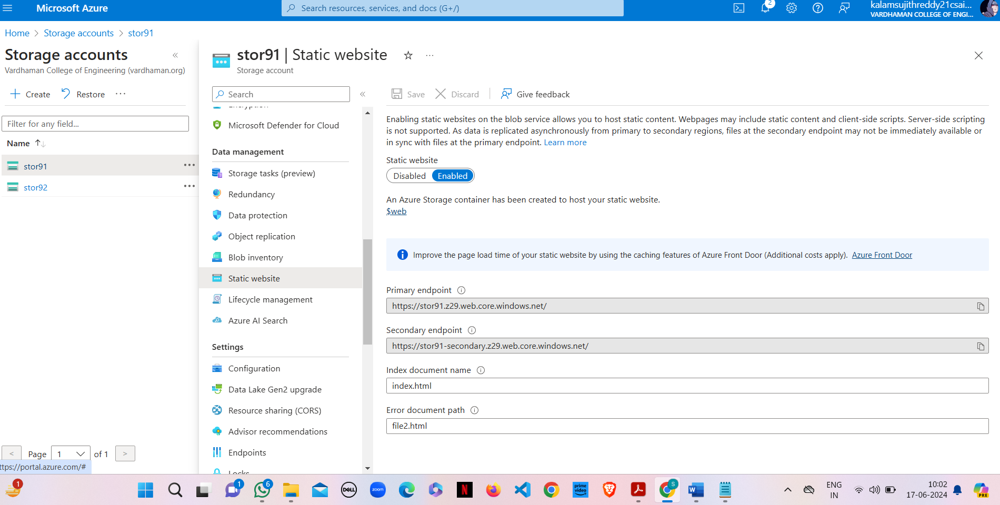 Microsoft Azure
Search resources, services, and docs (G+/)
2
kalamsujithreddy21csai...
VARDHAMAN COLLEGE OF ENGI...
Home > Storage accounts > stor91
Storage accounts
Vardhaman College of Engineering (vardhaman.org)
Create
Restore
Filter for any field...
Name
stor91
stor92
< Page 1 of 1 >
ttps://portal.azure.com/#
stor91 | Static website
Storage account
Search
Encryption
Microsoft Defender for Cloud
Data management
Storage tasks (preview)
Redundancy
Data protection
Object replication
Blob inventory
Static website
Lifecycle management
Azure AI Search
Settings
Configuration
Data Lake Gen2 upgrade
Resource sharing (CORS)
Advisor recommendations
Endpoints
Locks
Save
Discard
Give feedback
Enabling static websites on the blob service allows you to host static content. Webpages may include static content and client-side scripts. Server-side scripting
is not supported. As data is replicated asynchronously from primary to secondary regions, files at the secondary endpoint may not be immediately available or
in sync with files at the primary endpoint. Learn more
Static website
Disabled Enabled
An Azure Storage container has been created to host your static website.
$web
Improve the page load time of your static website by using the caching features of Azure Front Door (Additional costs apply). Azure Front Door
Primary endpoint
https://stor91.z29.web.core.windows.net/
Secondary endpoint
https://stor91-secondary.z29.web.core.windows.net/
Index document name
index.html
Error document path
file2.html
1
1
6
DELL
zoom
N
prime video
S
W
ENG
IN
10:02
17-06-2024
PRE